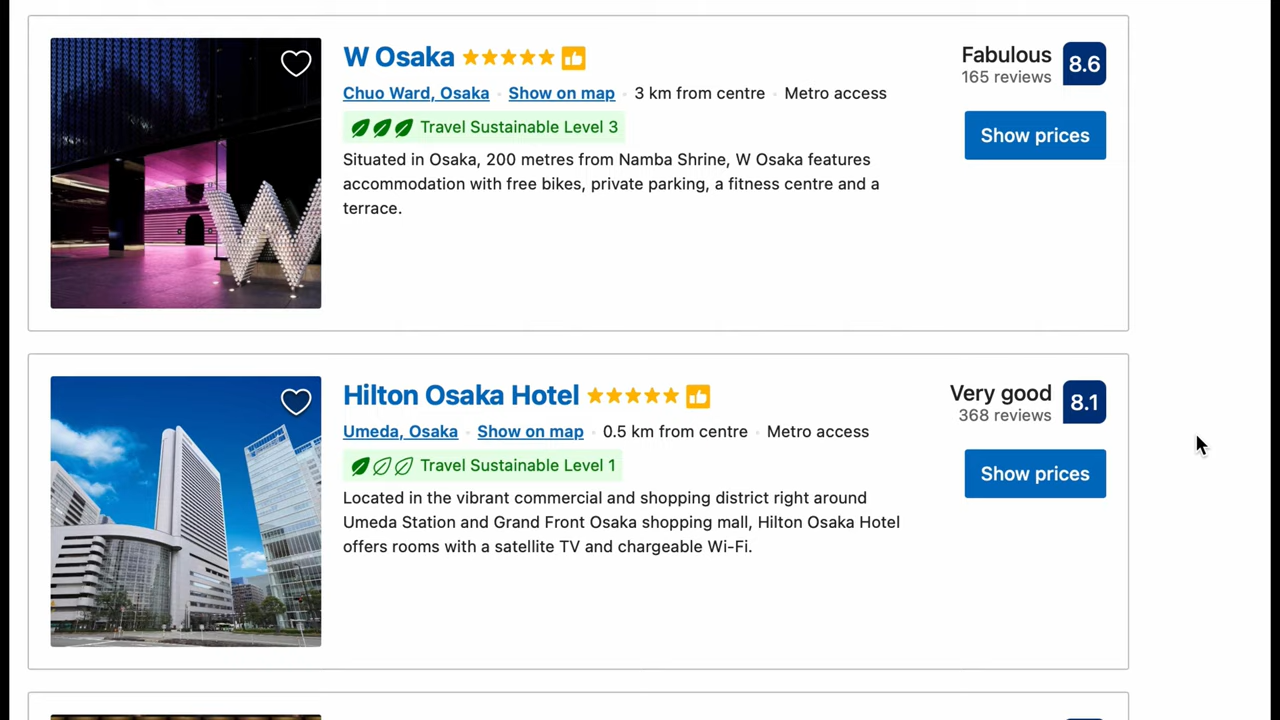 W Osaka
Fabulous
165 reviews
8.6
Chuo Ward, Osaka Show on map 3 km from centre Metro access
Show prices
Travel Sustainable Level 3
Situated in Osaka, 200 metres from Namba Shrine, W Osaka features
accommodation with free bikes, private parking, a fitness centre and a
terrace.
W
Hilton Osaka Hotel
Very good
368 reviews
8.1
Umeda, Osaka Show on map 0.5 km from centre Metro access
Show prices
Travel Sustainable Level 1
Located in the vibrant commercial and shopping district right around
Umeda Station and Grand Front Osaka shopping mall, Hilton Osaka Hotel
offers rooms with a satellite TV and chargeable Wi-Fi.